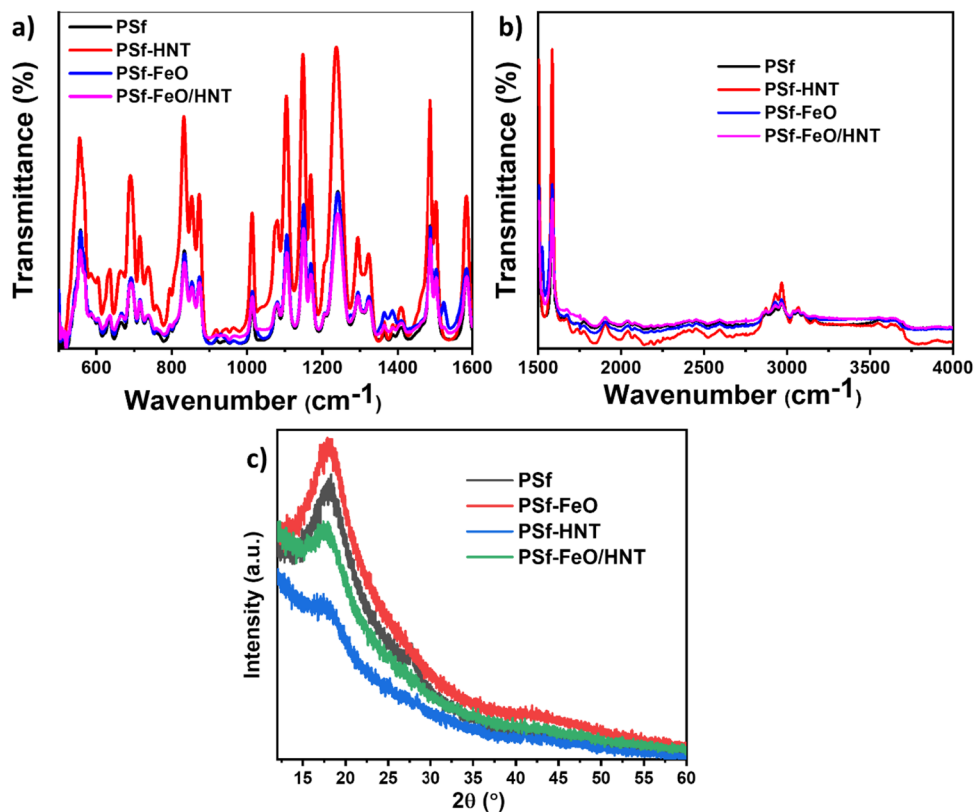 a)
PSf
PSf-HNT
PSf-FeO
PSf-FeO/HNT
Transmittance (%)
600 800 1000 1200 1400 1600
Wavenumber (cm-1)
b)
PSf
PSf-HNT
PSf-FeO
PSf-FeO/HNT
Transmittance (%)
1500 2000 2500 3000 3500 4000
Wavenumber (cm-1)
c)
PSf
PSf-FeO
PSf-HNT
PSf-FeO/HNT
Intensity (a.u.)
15 20 25 30 35 40 45 50 55 60
2θ (°)